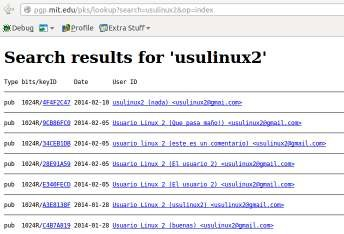 pgp.mit.edu/pks/lookup?search=usulinux2&op=index
Debug Profile Extra Stuff
Search results for 'usulinux2'
Type bits/keyID Date User ID
pub 1024R/4F4F2C47 2014-02-10 usulinux2 (nada) <usulinux2@gmai.com>
pub 1024R/9CB86FC0 2014-02-05 Usuario Linux 2 (Que pasa maño!) <usulinux2@gmail.com>
pub 1024R/34CEB1DB 2014-02-05 usuario Linux 2 (este es un comentario) <usulinux2@gmail.com>
pub 1024R/28E91A59 2014-02-05 Usuario Linux 2 (El usuario 2) <usulinux2@gmail.com>
pub 1024R/E340FECD 2014-02-05 Usuario Linux 2 (El usuario 2) <usulinux2@gmail.com>
pub 1024R/A3E8138F 2014-01-28 Usuario Linux 2 (usulinux2) <usulinux2@gmail.com>
pub 1024R/C4B7A819 2014-01-28 Usuario Linux 2 (buenas) <usulinux2@gmail.com>